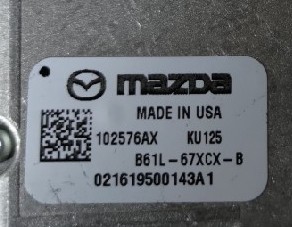 mazda
MADE IN USA
102576AX KU125
B61L-67XCX-B
021619500143A1